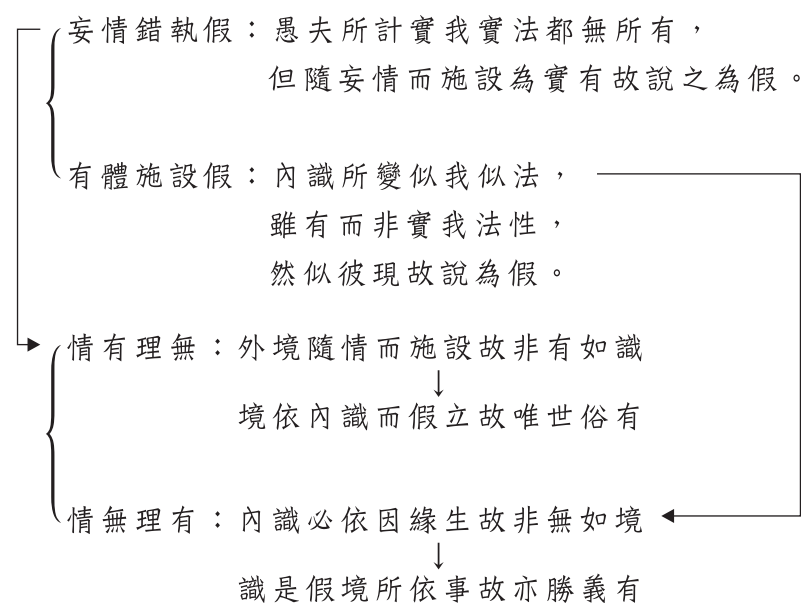 妄情錯執假：愚夫所計實我實法都無所有，
但隨妄情而施設為實有故說之為假。
有體施設假：內識所變似我似法，
雖有而非實我法性，
然似彼現故說為假。
情有理無：外境隨情而施設故非有如識
境依內識而假立故唯世俗有
情無理有：內識必依因緣生故非無如境
識是假境所依事故亦勝義有